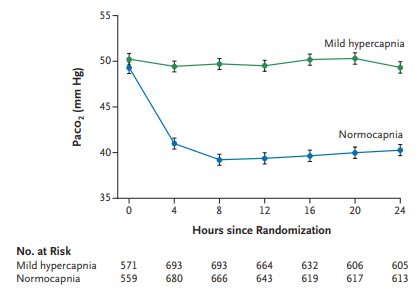 55
Mild hypercapnia
50
Paco2 (mm Hg)
45
Normocapnia
40
35
0 4 8 12 16 20 24
Hours since Randomization
No. at Risk
Mild hypercapnia 571 693 693 664 632 606 605
Normocapnia 559 680 666 643 619 617 613